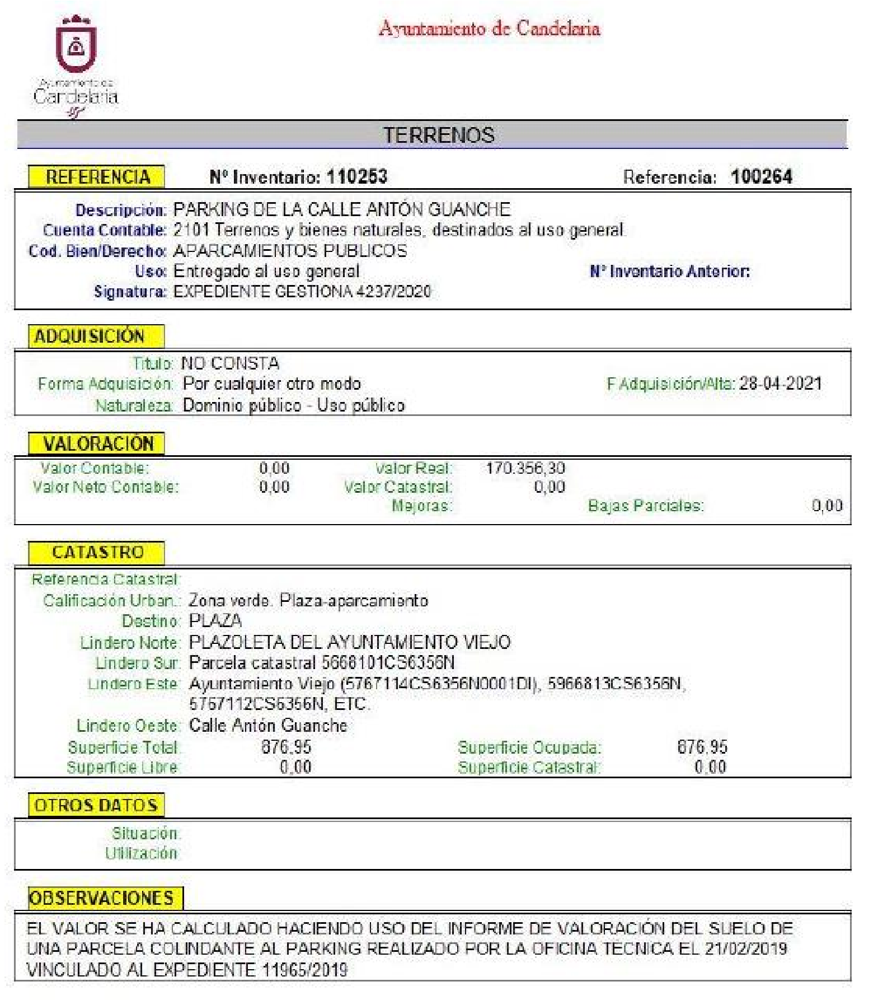 Ayuntamiento de Candelaria
Ayuntamiento de
Candelaria
TERRENOS
REFERENCIA Nº Inventario: 110253 Referencia: 100264
Descripción: PARKING DE LA CALLE ANTÓN GUANCHE
Cuenta Contable: 2101 Terrenos y bienes naturales, destinados al uso general
Cod. Bien/Derecho: APARCAMIENTOS PUBLICOS
Uso: Entregado al uso general Nº Inventario Anterior:
Signatura: EXPEDIENTE GESTIONA 4237/2020
ADQUISICIÓN
Titulo: NO CONSTA
Forma Adquisición: Por cualquier otro modo F Adquisición/Alta: 28-04-2021
Naturaleza: Dominio público - Uso público
VALORACIÓN
Valor Contable: 0,00 Valor Real: 170.356,30
Valor Neto Contable: 0,00 Valor Catastral: 0,00
Mejoras: Bajas Parciales: 0,00
CATASTRO
Referencia Catastral:
Calificación Urban.: Zona verde. Plaza-aparcamiento
Destino: PLAZA
Lindero Norte: PLAZOLETA DEL AYUNTAMIENTO VIEJO
Lindero Sur: Parcela catastral 5668101CS6356N
Lindero Este: Ayuntamiento Viejo (5767114CS6356N0001DI), 5966813CS6356N,
5767112CS6356N, ETC.
Lindero Oeste: Calle Antón Guanche
Superficie Total: 876,95 Superficie Ocupada: 876,95
Superficie Libre: 0,00 Superficie Catastral: 0,00
OTROS DATOS
Situación:
Utilización:
OBSERVACIONES
EL VALOR SE HA CALCULADO HACIENDO USO DEL INFORME DE VALORACIÓN DEL SUELO DE
UNA PARCELA COLINDANTE AL PARKING REALIZADO POR LA OFICINA TÉCNICA EL 21/02/2019
VINCULADO AL EXPEDIENTE 11965/2019